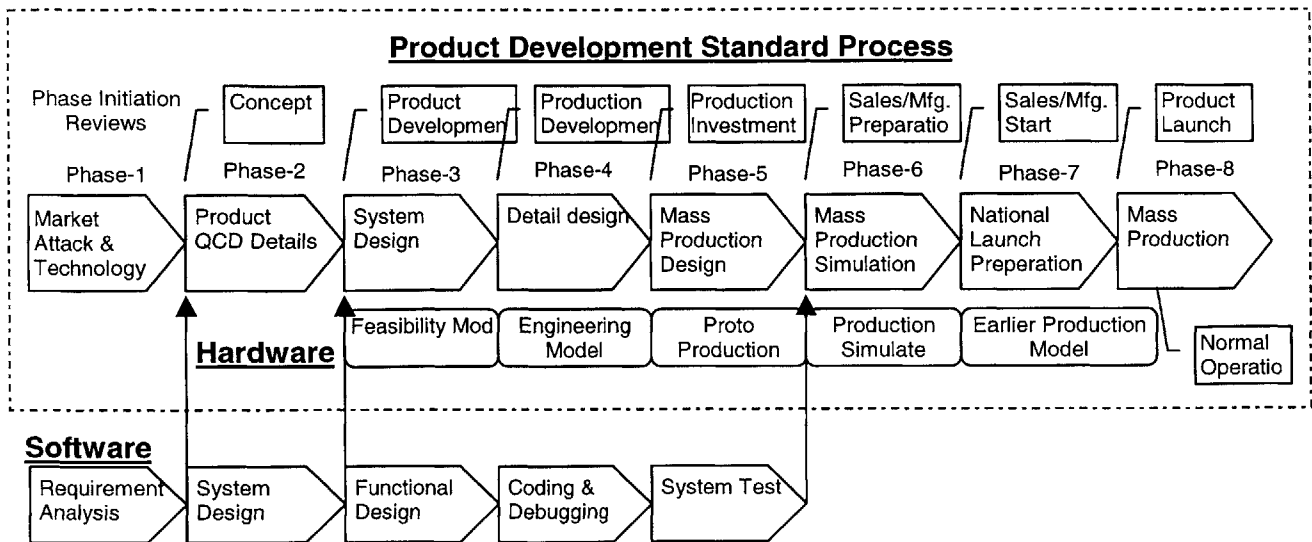 Product Development Standard Process
Phase Initiation
Reviews
Concept
Product
Developmen
Production
Developmen
Production
Investment
Sales/Mfg.
Preparatio
Sales/Mfg.
Start
Product
Launch
Phase-1
Phase-2
Phase-3
Phase-4
Phase-5
Phase-6
Phase-7
Phase-8
Market
Attack &
Technology
Product
QCD Details
System
Design
Detail design
Mass
Production
Design
Mass
Production
Simulation
National
Launch
Preperation
Mass
Production
Hardware
Feasibility Mod
Engineering
Model
Proto
Production
Production
Simulate
Earlier Production
Model
Normal
Operatio
Software
Requirement
Analysis
System
Design
Functional
Design
Coding &
Debugging
System Test